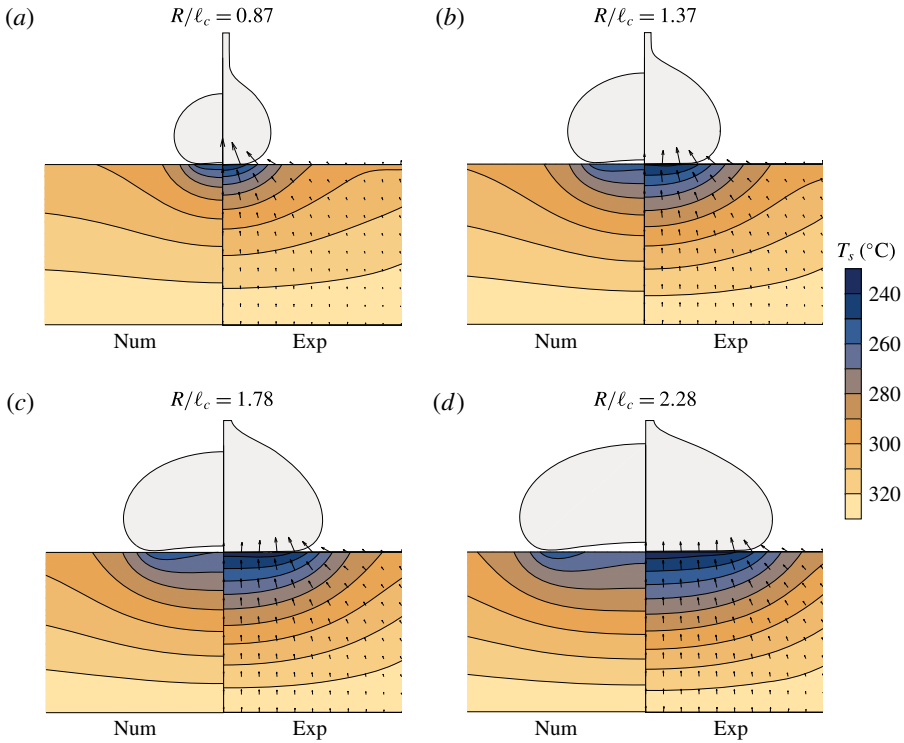 (a)
R/ℓc = 0.87
(b)
R/ℓc = 1.37
Num
Exp
Num
Exp
Ts (°C)
240
260
280
300
320
(c)
R/ℓc = 1.78
(d)
R/ℓc = 2.28
Num
Exp
Num
Exp